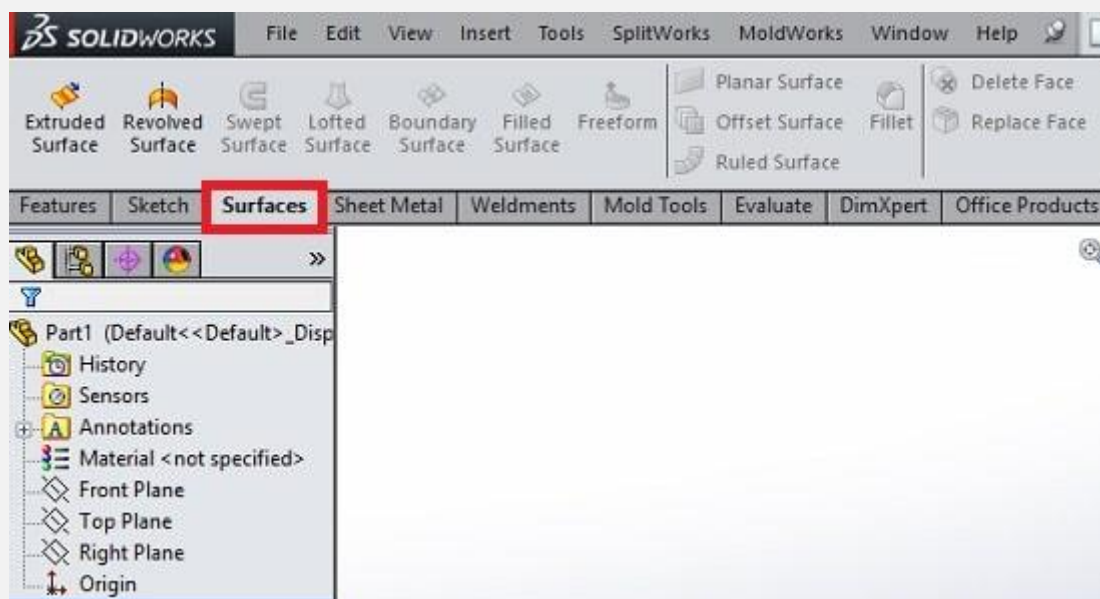 SOLIDWORKS File Edit View Insert Tools SplitWorks MoldWorks Window Help
Extruded Surface
Revolved Surface
Swept Surface
Lofted Surface
Boundary Surface
Filled Surface
Freeform
Planar Surface
Offset Surface
Ruled Surface
Fillet
Delete Face
Replace Face
Features Sketch Surfaces Sheet Metal Weldments Mold Tools Evaluate DimXpert Office Products
Part1 (Default<<Default>_Disp
History
Sensors
Annotations
Material <not specified>
Front Plane
Top Plane
Right Plane
Origin